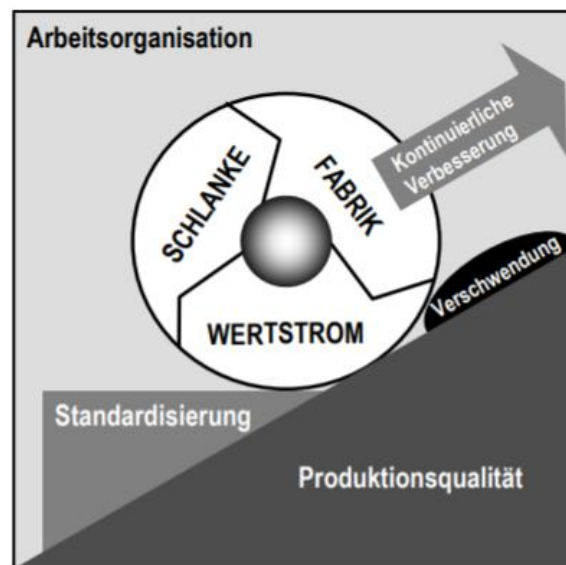 Arbeitsorganisation
Kontinuierliche
Verbesserung
SCHLANKE
FABRIK
WERTSTROM
Verschwendung
Standardisierung
Produktionsqualität